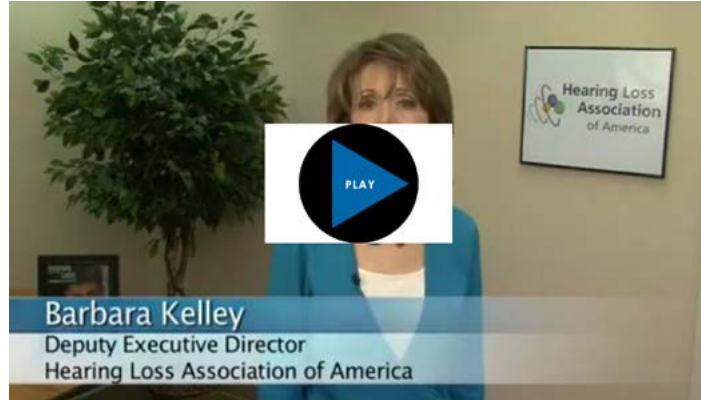 Hearing Loss
Association
of America
PLAY
Barbara Kelley
Deputy Executive Director
Hearing Loss Association of America